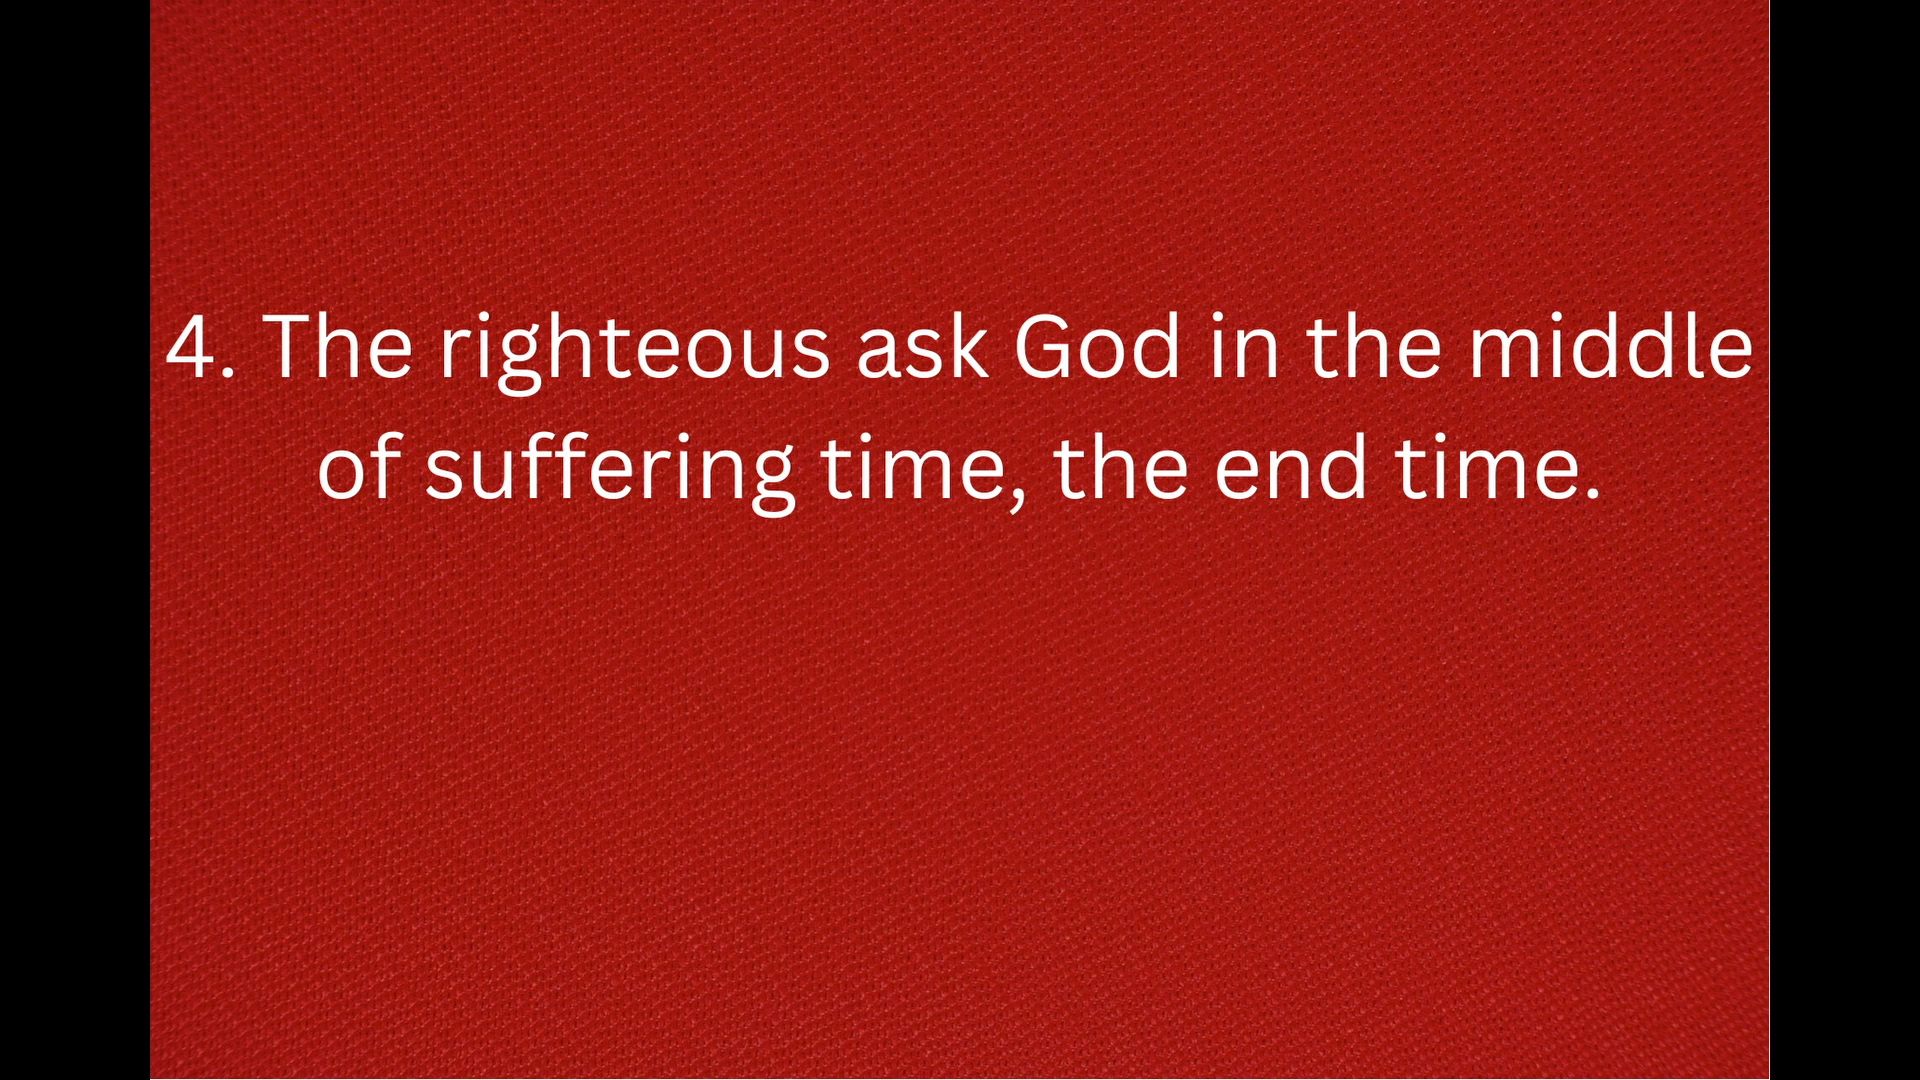 4. The righteous ask God in the middle
of suffering time, the end time.